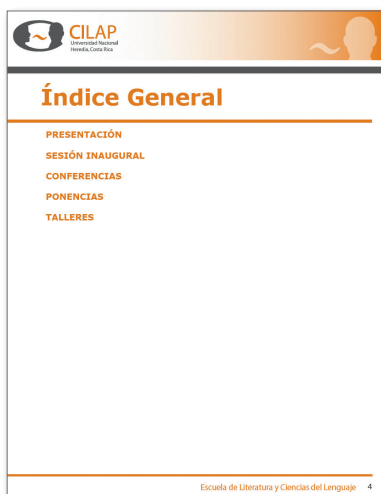 CILAP
Universidad Nacional
Heredia, Costa Rica
Índice General
PRESENTACIÓN
SESIÓN INAUGURAL
CONFERENCIAS
PONENCIAS
TALLERES
Escuela de Literatura y Ciencias del Lenguaje 4